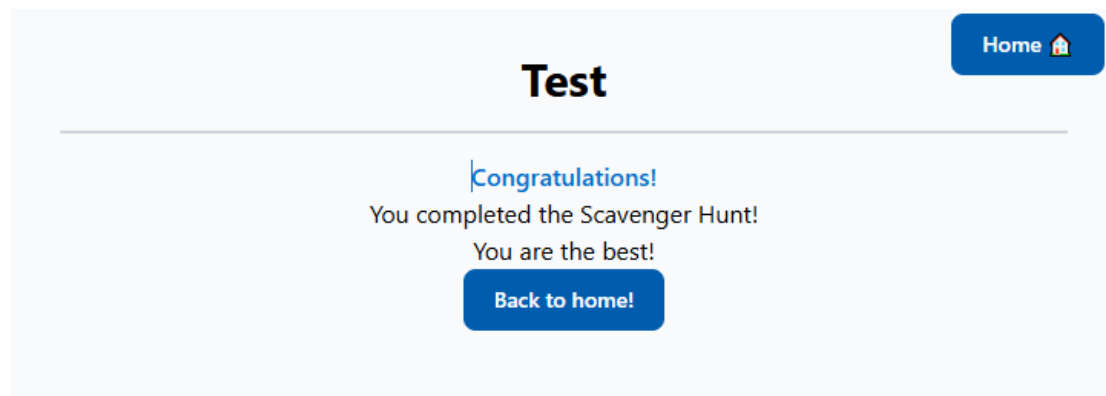 Home 🏠
Test
Congratulations!
You completed the Scavenger Hunt!
You are the best!
Back to home!